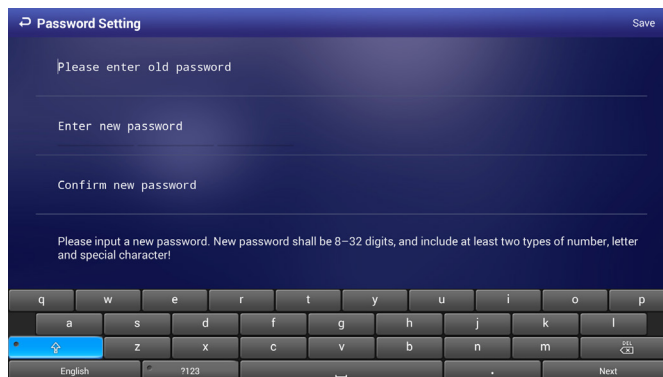 Password Setting Save
Please enter old password
Enter new password
Confirm new password
Please input a new password. New password shall be 8–32 digits, and include at least two types of number, letter
and special character!
q w e r t y u i o p
a s d f g h j k l
z x c v b n m DEL
English ?123 . Next